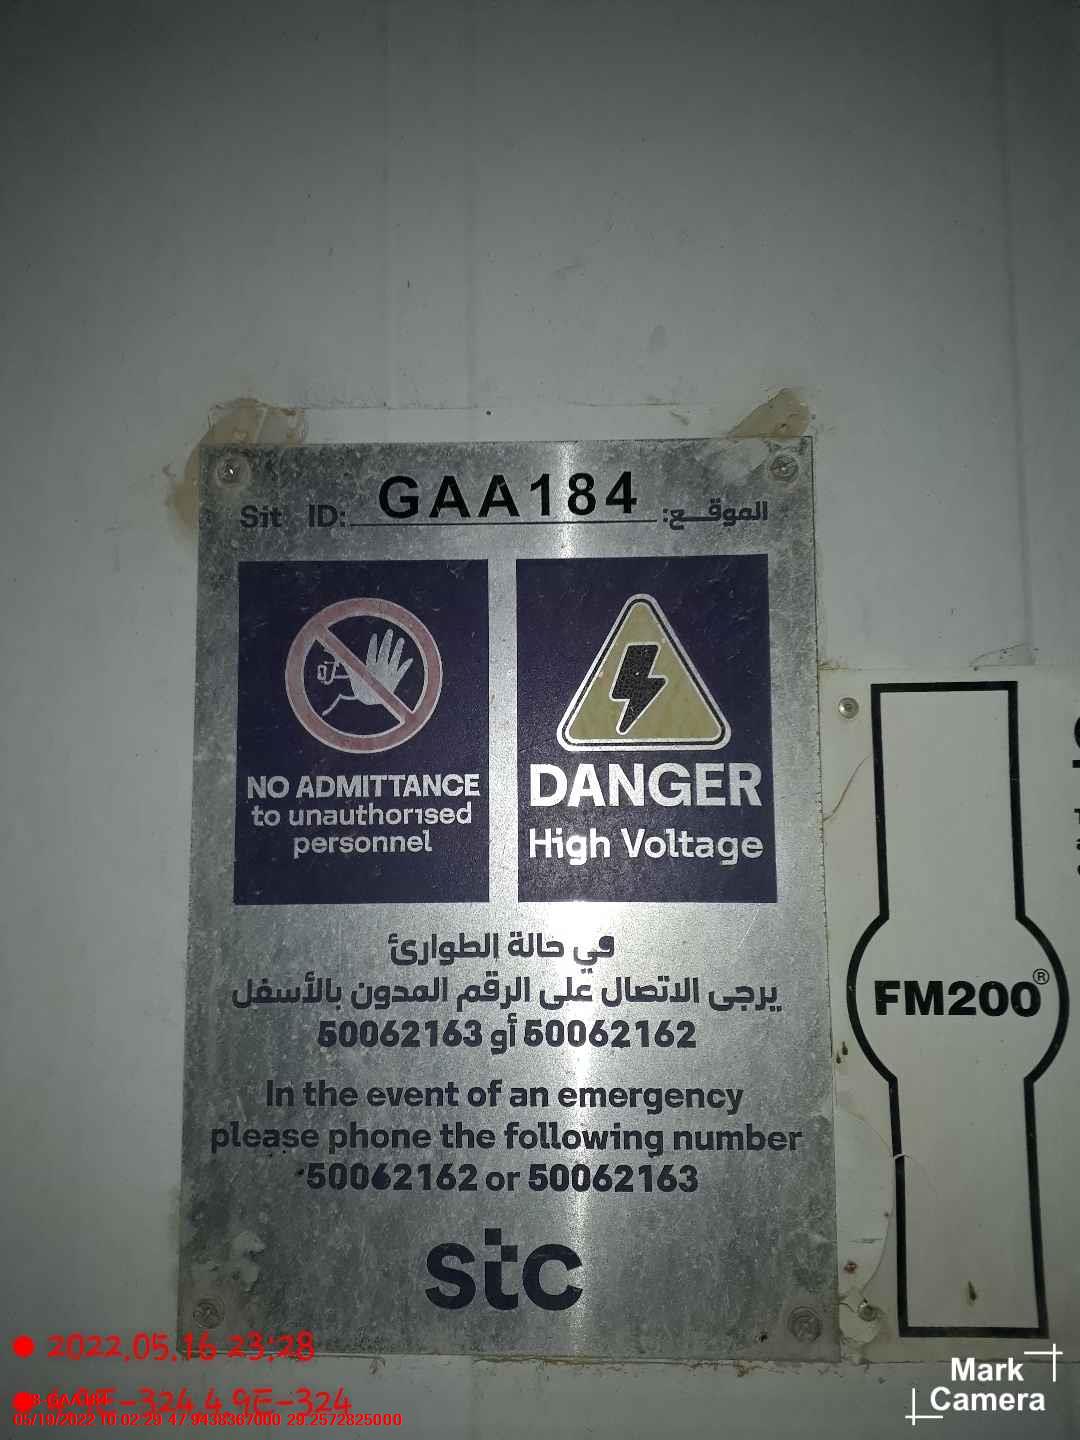 Sit ID: GAA184 الموقع:
NO ADMITTANCE
to unauthorised
personnel
DANGER
High Voltage
في حالة الطوارئ
يرجى الاتصال على الرقم المدون بالأسفل
50062162 أو 50062163
In the event of an emergency
please phone the following number
50062162 or 50062163
stc
FM200®
2022.05.16 23:28
4.9E-324
05/19/2022 10:02:29 47.9438367000 29.2572825000
Mark
Camera